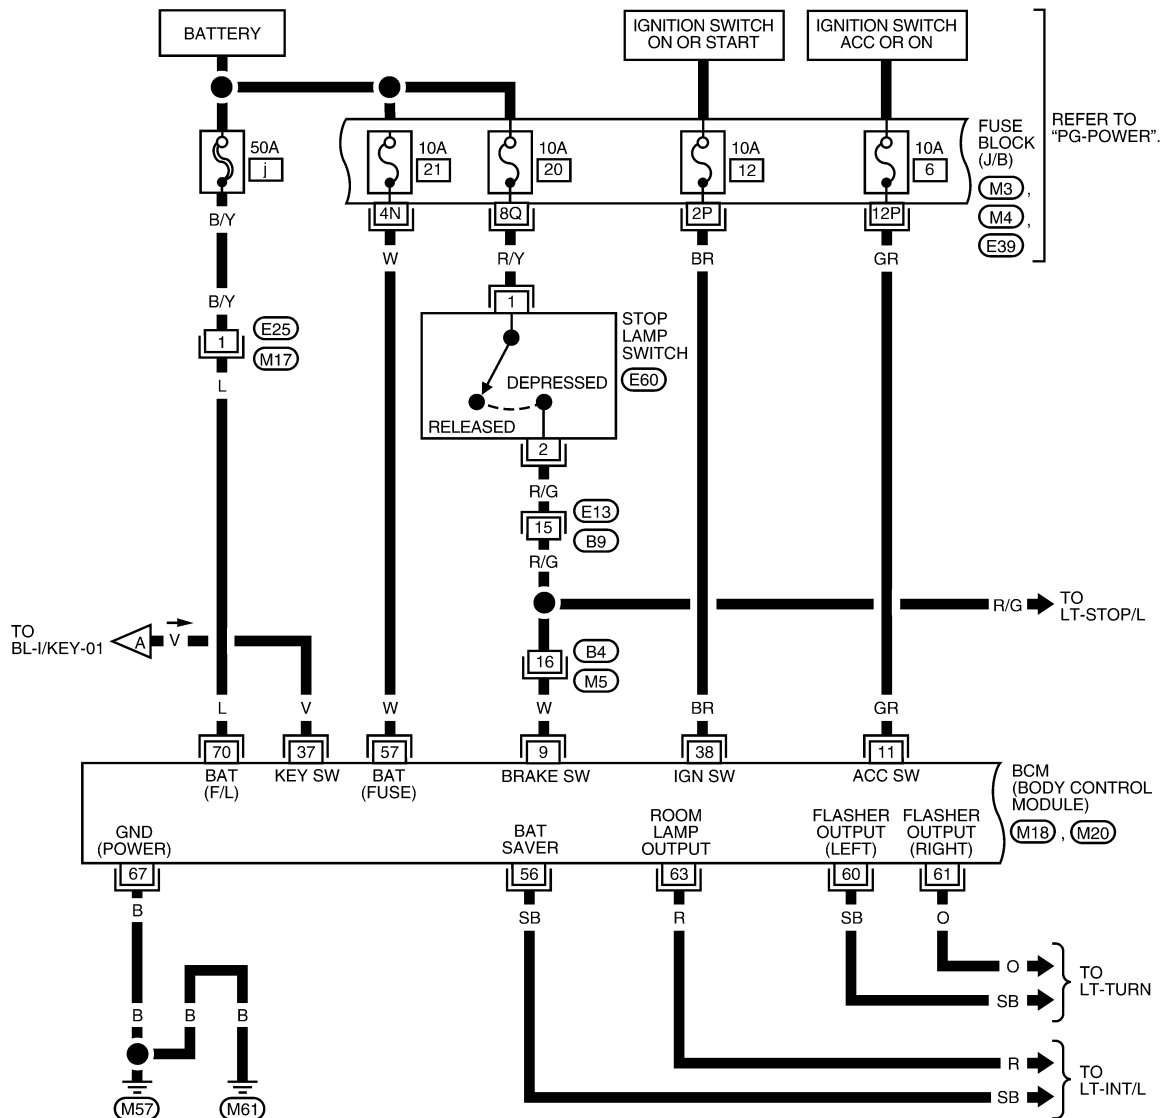 BATTERY
IGNITION SWITCH
ON OR START
IGNITION SWITCH
ACC OR ON
REFER TO
“PG-POWER”.
50A
j
10A
21
10A
20
10A
12
10A
6
FUSE
BLOCK
(J/B)
M3 ,
M4 ,
E39
4N
8Q
2P
12P
B/Y
W
R/Y
BR
GR
B/Y
1
E25
M17
L
1
STOP
LAMP
SWITCH
E60
DEPRESSED
RELEASED
2
R/G
15
E13
B9
R/G
R/G
TO
LT-STOP/L
TO
BL-I/KEY-01
A
V
16
B4
M5
L
V
W
W
BR
GR
70
37
57
9
38
11
BAT
(F/L)
KEY SW
BAT
(FUSE)
BRAKE SW
IGN SW
ACC SW
BCM
(BODY CONTROL
MODULE)
M18 , M20
GND
(POWER)
BAT
SAVER
ROOM
LAMP
OUTPUT
FLASHER
OUTPUT
(LEFT)
FLASHER
OUTPUT
(RIGHT)
67
56
63
60
61
B
SB
R
SB
O
O
SB
TO
LT-TURN
B
B
B
R
SB
TO
LT-INT/L
M57
M61